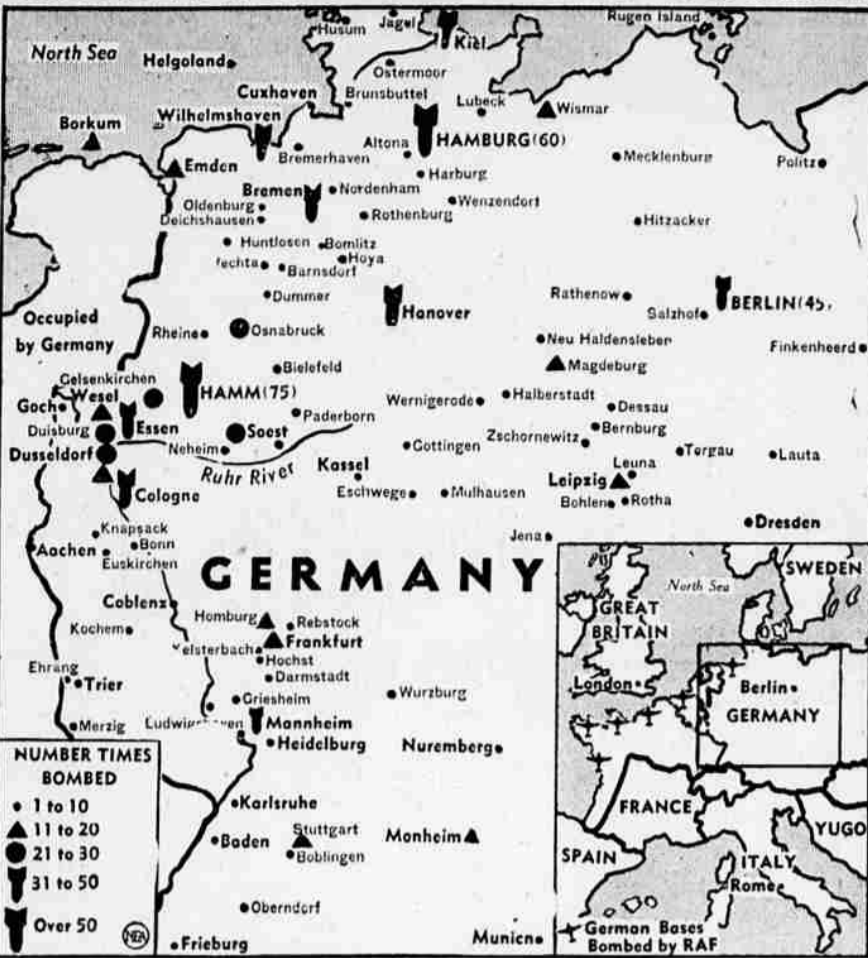 Husum
Jagel
Kiel
Rugen Island
North Sea
Helgoland
Ostermoor
Cuxhaven
Brunsbuttel
Lubeck
Wismar
Borkum
Wilhelmshaven
HAMBURG(60)
Altona
Bremerhaven
Mecklenburg
Politz
Emden
Harburg
Bremen
Nordenham
Wenzendorf
Oldenburg
Deichshausen
Rothenburg
Hitzacker
Huntlosen
Bomlitz
Hoya
Barnsdorf
Dummer
Hanover
Rathenow
BERLIN(45,
Salzhof
Occupied
by Germany
Rheine
Osnabruck
Neu Haldensleben
Finkenheerd
Magdeburg
Bielefeld
Gelsenkirchen
Wesel
HAMM(75)
Goch
Paderborn
Wernigerode
Halberstadt
Dessau
Duisburg
Essen
Soest
Bernburg
Zschornewitz
Dusseldorf
Neheim
Ruhr River
Gottingen
Torgau
Lauta
Kassel
Leuna
Leipzig
Cologne
Eschwege
Mulhausen
Bohlen
Rotha
Knapsack
Jena
Dresden
Aachen
Bonn
Euskirchen
GERMANY
Coblenz
Homburg
Rebstock
Kochem
Frankfurt
elsterbach
Hochst
Ehrang
Darmstadt
Trier
Griesheim
Wurzburg
Merzig
Mannheim
Heidelburg
Nuremberg
Karlsruhe
Stuttgart
Baden
Monheim
Boblingen
Oberndorf
Frieburg
NUMBER TIMES
BOMBED
1 to 10
11 to 20
21 to 30
31 to 50
Over 50
NEA
North Sea
SWEDEN
GREAT
BRITAIN
London
Berlin
GERMANY
FRANCE
YUGO
SPAIN
ITALY
Rome
German Bases
Bombed by RAF